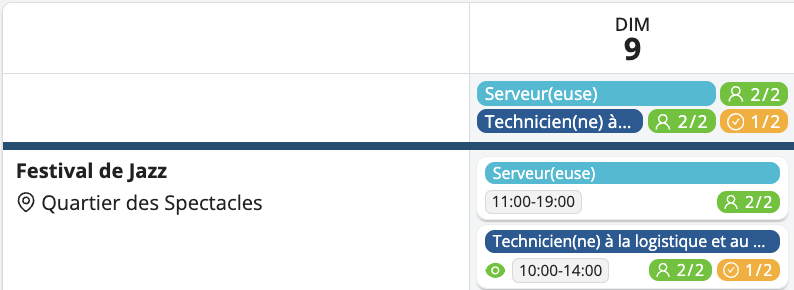 DIM
9
Serveur(euse) 2/2
Technicien(ne) à... 2/2 1/2
Festival de Jazz
Quartier des Spectacles
Serveur(euse)
11:00-19:00 2/2
Technicien(ne) à la logistique et au ...
10:00-14:00 2/2 1/2